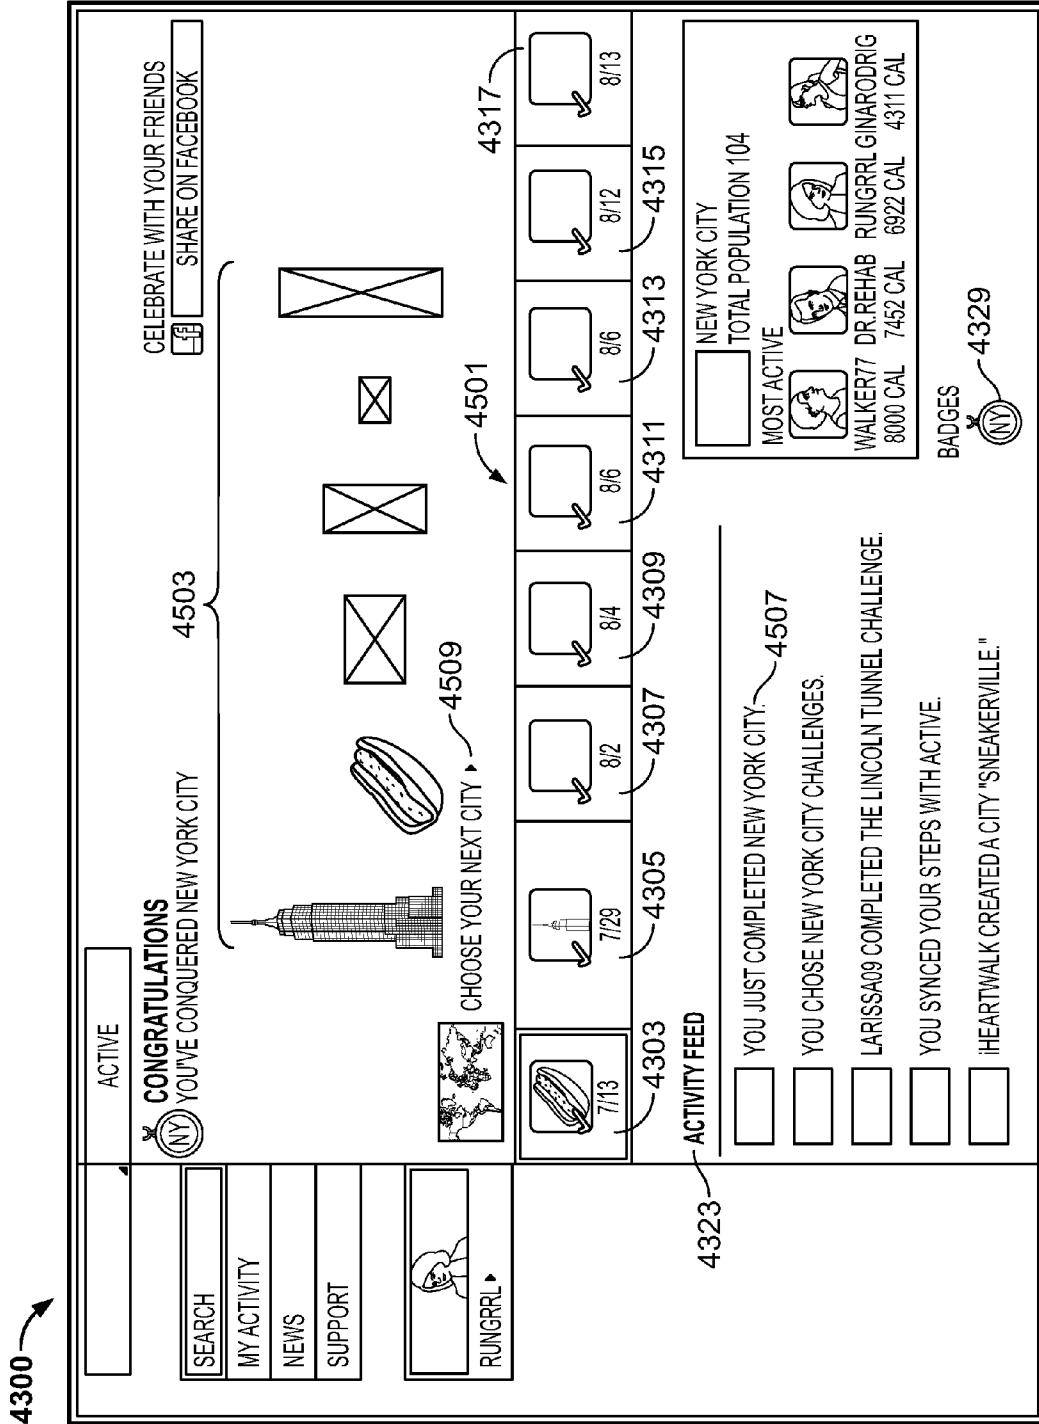 4300
ACTIVE
SEARCH
MY ACTIVITY
NEWS
SUPPORT
RUNGRRL
NY
CONGRATULATIONS
YOU'VE CONQUERED NEW YORK CITY
CELEBRATE WITH YOUR FRIENDS
f SHARE ON FACEBOOK
4503
CHOOSE YOUR NEXT CITY
4509
4501
4317
7/13
7/29
8/2
8/4
8/6
8/6
8/12
8/13
4303
4305
4307
4309
4311
4313
4315
4323
ACTIVITY FEED
YOU JUST COMPLETED NEW YORK CITY.
4507
YOU CHOSE NEW YORK CITY CHALLENGES.
LARISSA09 COMPLETED THE LINCOLN TUNNEL CHALLENGE.
YOU SYNCED YOUR STEPS WITH ACTIVE.
iHEARTWALK CREATED A CITY "SNEAKERVILLE."
NEW YORK CITY
TOTAL POPULATION 104
MOST ACTIVE
WALKER77 DR.REHAB RUNGRRL GINARODRIG
8000 CAL 7452 CAL 6922 CAL 4311 CAL
BADGES
NY
4329